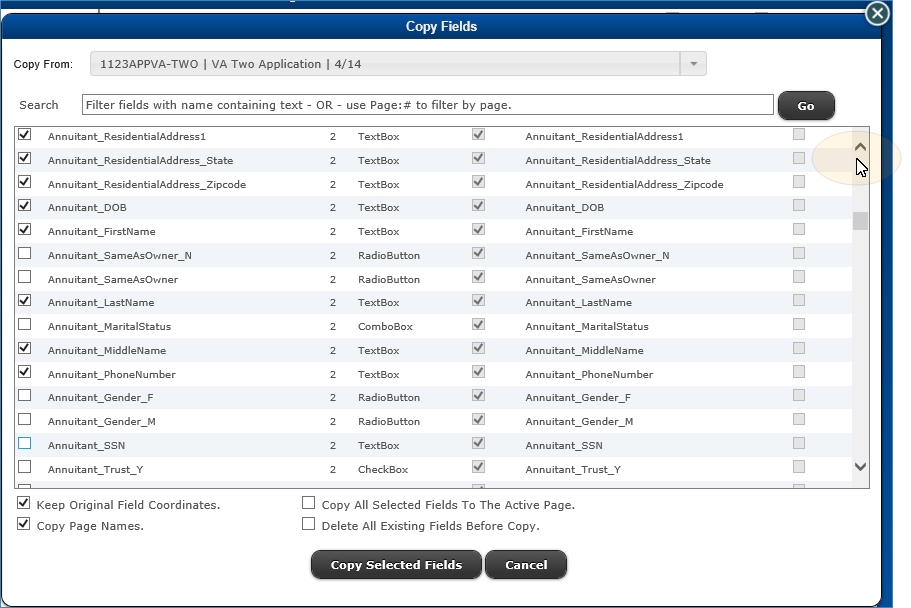 Copy Fields
Copy From: 1123APPVA-TWO | VA Two Application | 4/14
Search Filter fields with name containing text - OR - use Page:# to filter by page. Go
Annuitant_ResidentialAddress1 2 TextBox Annuitant_ResidentialAddress1
Annuitant_ResidentialAddress_State 2 TextBox Annuitant_ResidentialAddress_State
Annuitant_ResidentialAddress_Zipcode 2 TextBox Annuitant_ResidentialAddress_Zipcode
Annuitant_DOB 2 TextBox Annuitant_DOB
Annuitant_FirstName 2 TextBox Annuitant_FirstName
Annuitant_SameAsOwner_N 2 RadioButton Annuitant_SameAsOwner_N
Annuitant_SameAsOwner 2 RadioButton Annuitant_SameAsOwner
Annuitant_LastName 2 TextBox Annuitant_LastName
Annuitant_MaritalStatus 2 ComboBox Annuitant_MaritalStatus
Annuitant_MiddleName 2 TextBox Annuitant_MiddleName
Annuitant_PhoneNumber 2 TextBox Annuitant_PhoneNumber
Annuitant_Gender_F 2 RadioButton Annuitant_Gender_F
Annuitant_Gender_M 2 RadioButton Annuitant_Gender_M
Annuitant_SSN 2 TextBox Annuitant_SSN
Annuitant_Trust_Y 2 CheckBox Annuitant_Trust_Y
Keep Original Field Coordinates. Copy All Selected Fields To The Active Page.
Copy Page Names. Delete All Existing Fields Before Copy.
Copy Selected Fields Cancel